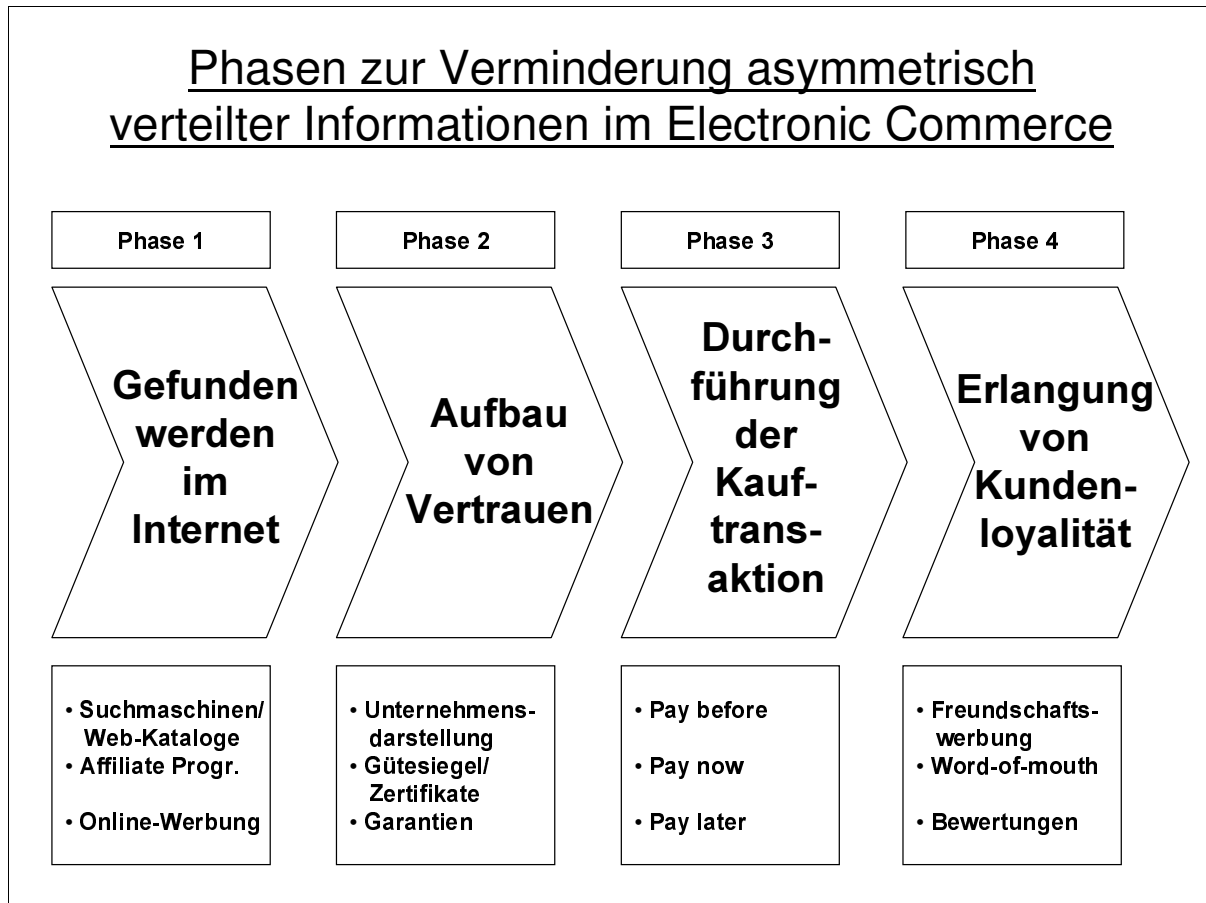 Phasen zur Verminderung asymmetrisch
verteilter Informationen im Electronic Commerce
Phase 1
Phase 2
Phase 3
Phase 4
Gefunden
werden
im
Internet
Aufbau
von
Vertrauen
Durch-
führung
der
Kauf-
trans-
aktion
Erlangung
von
Kunden-
loyalität
• Suchmaschinen/
Web-Kataloge
• Affiliate Progr.
• Online-Werbung
• Unternehmens-
darstellung
• Gütesiegel/
Zertifikate
• Garantien
• Pay before
• Pay now
• Pay later
• Freundschafts-
werbung
• Word-of-mouth
• Bewertungen